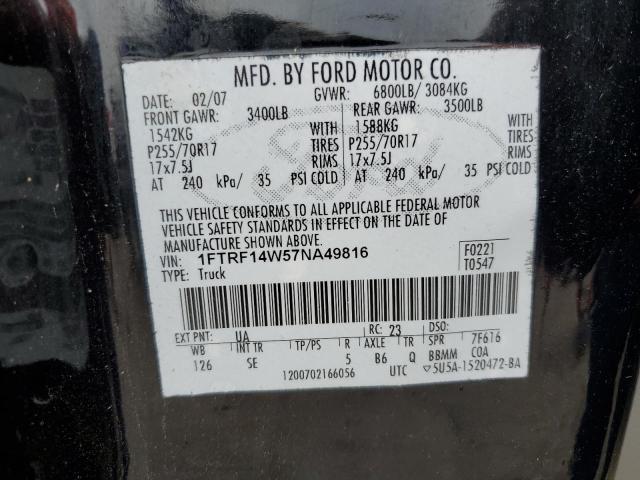 MFD. BY FORD MOTOR CO.
DATE: 02/07 GVWR: 6800LB/ 3084KG
FRONT GAWR: 3400LB REAR GAWR: 3500LB
1542KG WITH 1588KG WITH
P255/70R17 TIRES P255/70R17 TIRES
17x7.5J RIMS 17x7.5J RIMS
AT 240 kPa/ 35 PSI COLD AT 240 kPa/ 35 PSI COLD
THIS VEHICLE CONFORMS TO ALL APPLICABLE FEDERAL MOTOR
VEHICLE SAFETY STANDARDS IN EFFECT ON THE DATE OF
MANUFACTURE SHOWN ABOVE.
VIN: 1FTRF14W57NA49816 F0221
TYPE: Truck T0547
EXT PNT: UA RC: 23 DSO:
WB INT TR TP/PS R AXLE TR SPR 7F616
126 SE 5 B6 Q BBMM COA
1200702166056 UTC ▽5U5A-1520472-BA